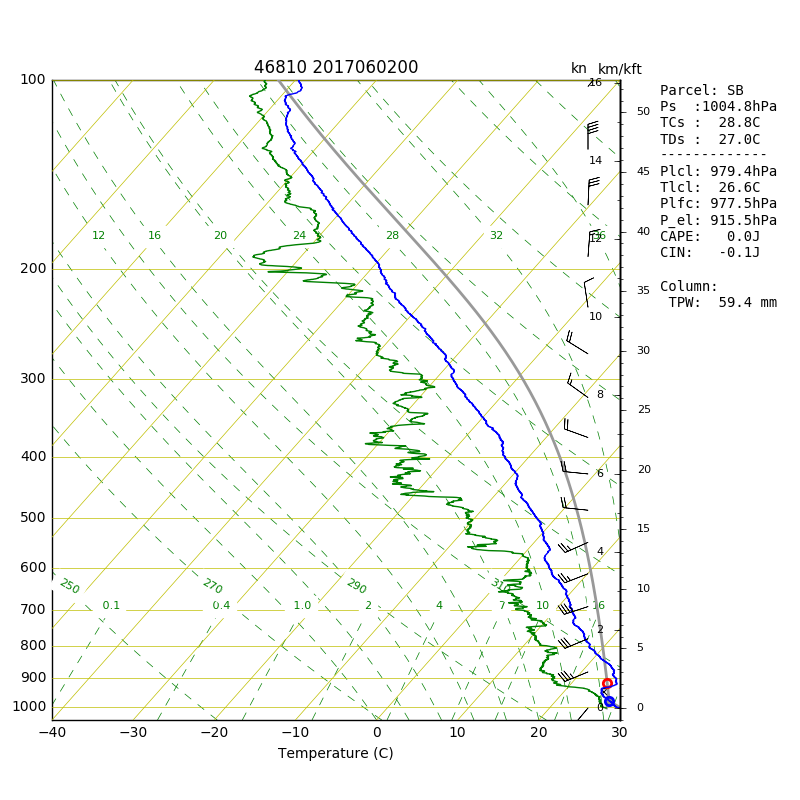 46810 2017060200
kn km/kft
100
200
300
400
500
600
700
800
900
1000
12 16 20 24 28 32 36
250 270 290 310
0.1 0.4 1.0 2 4 7 10 16
16
14
12
10
8
6
4
2
0
50
45
40
35
30
25
20
15
10
5
0
−40 −30 −20 −10 0 10 20 30
Temperature (C)
Parcel: SB
Ps :1004.8hPa
TCs : 28.8C
TDs : 27.0C
-------------
Plcl: 979.4hPa
Tlcl: 26.6C
Plfc: 977.5hPa
P_el: 915.5hPa
CAPE: 0.0J
CIN: -0.1J
Column:
TPW: 59.4 mm